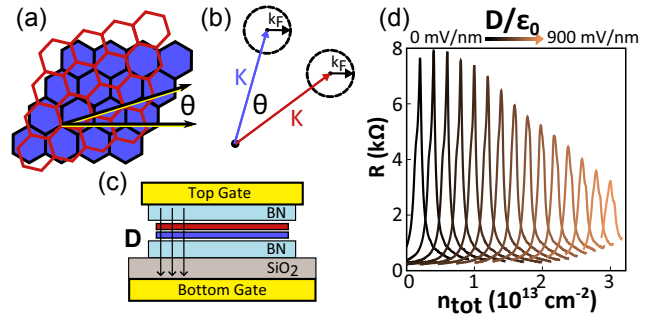 (a)
θ
(b)
k_F
K
θ
k_F
K
(c)
Top Gate
BN
D
BN
SiO₂
Bottom Gate
(d)
D/ε₀
0 mV/nm 900 mV/nm
8
6
4
2
0
R (kΩ)
0 1 2 3
n_tot (10¹³ cm⁻²)